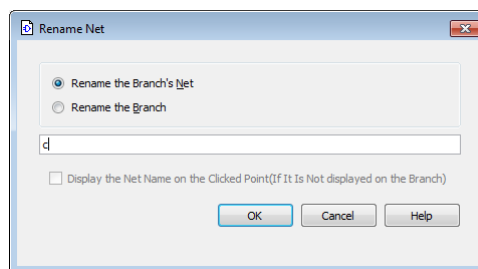 Rename Net
Rename the Branch's Net
Rename the Branch
c
Display the Net Name on the Clicked Point(If It Is Not displayed on the Branch)
OK Cancel Help